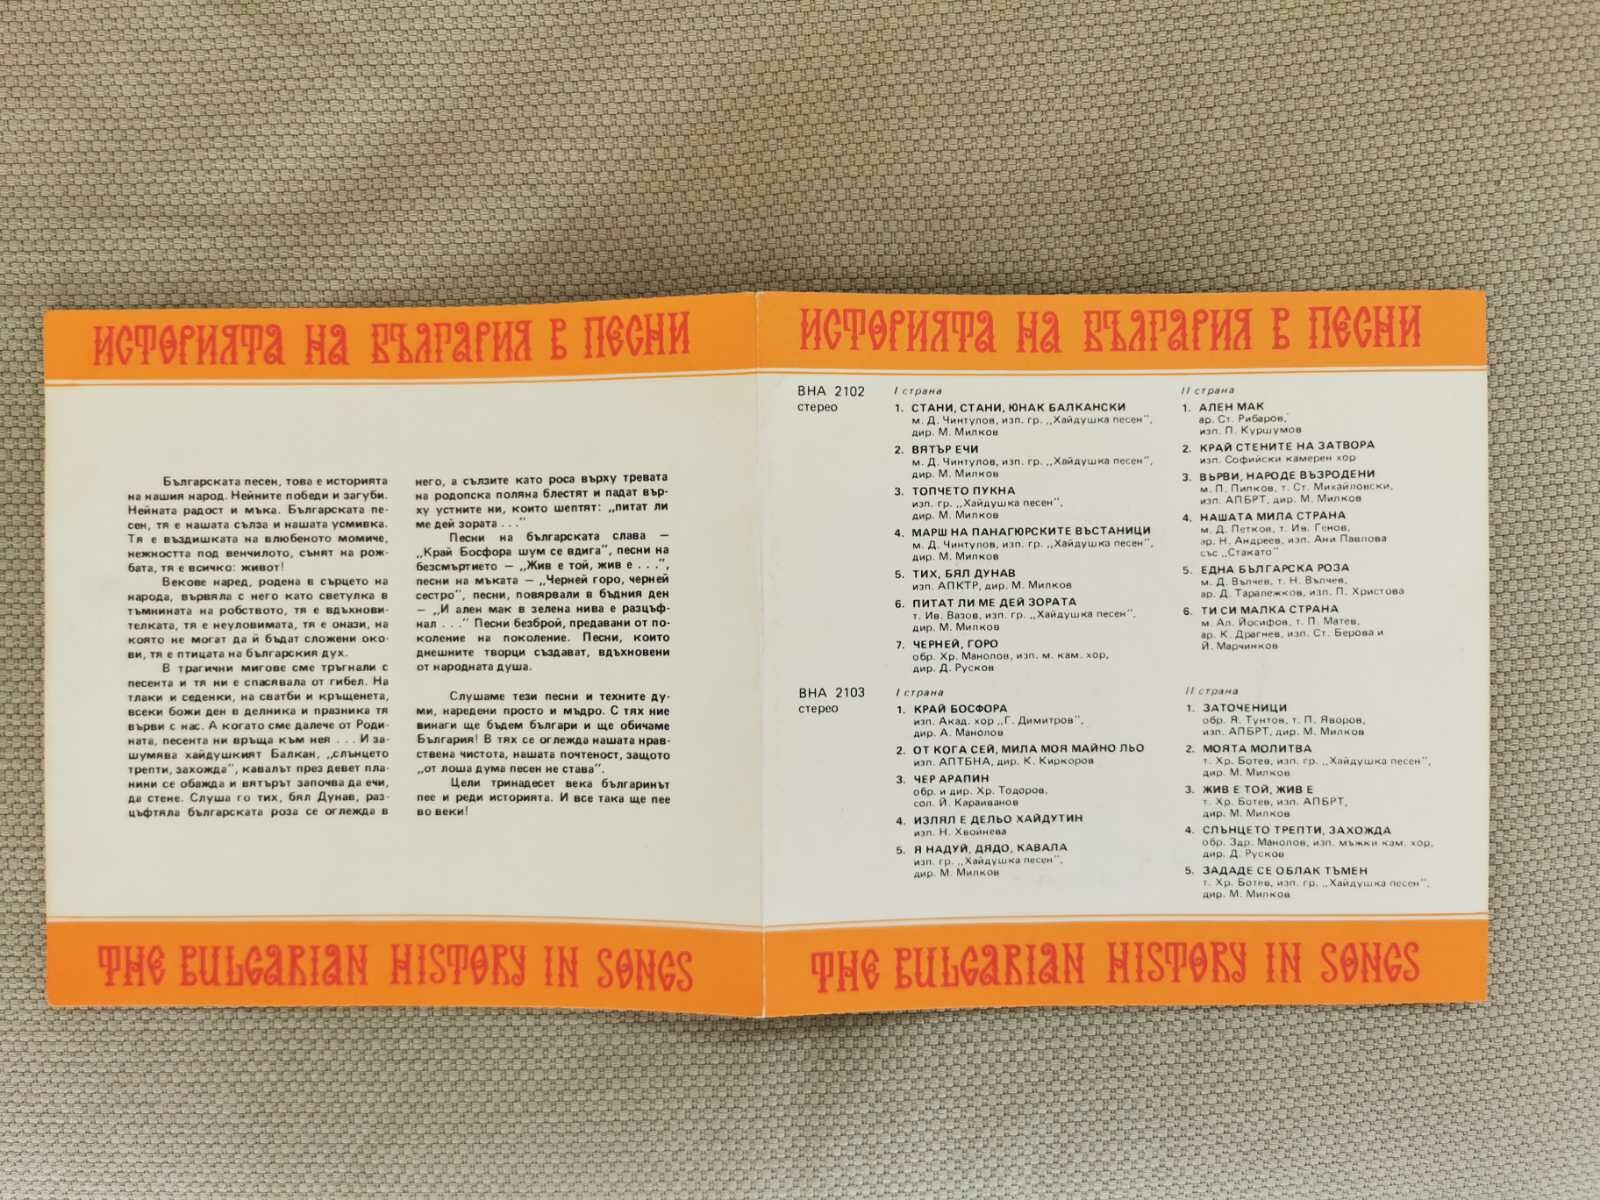 ИСТОРИЯТА НА БЪЛГАРИЯ В ПЕСНИ
Българската песен, това е историята
на нашия народ. Нейните победи и загуби.
Нейната радост и мъка. Българската пе-
сен, тя е нашата сълза и нашата усмивка.
Тя е въздишката на влюбеното момиче,
нежността под венчилото, сънят на рож-
бата, тя е всичко: живот!
Векове наред, родена в сърцето на
народа, вървяла с него като светулка в
тъмнината на робството, тя е вдъхнови-
телката, тя е неуловимата, тя е онази, на
която не могат да й бъдат сложени око-
ви, тя е птицата на българския дух.
В трагични мигове сме тръгнали с
песента и тя ни е спасявала от гибел. На
тлаки и седенки, на сватби и кръщенета,
всеки божи ден в делника и празника тя
върви с нас. А когато сме далече от Роди-
ната, песента ни връща към нея . . . И за-
шумява хайдушкият Балкан, „слънцето
трепти, захожда", кавалът през девет пла-
нини се обажда и вятърът започва да ечи,
да стене. Слуша го тих, бял Дунав, раз-
цъфтяла българската роза се оглежда в
него, а сълзите като роса върху тревата
на родопска поляна блестят и падат вър-
ху устните ни, които шептят: „питат ли
ме дей зората . . ."
Песни на българската слава —
„Край Босфора шум се вдига", песни на
безсмъртието — „Жив е той, жив е . . .",
песни на мъката — „Черней горо, черней
сестро", песни, повярвали в бъдния ден
— „И ален мак в зелена нива е разцъф-
нал . . ." Песни безброй, предавани от по-
коление на поколение. Песни, които
днешните творци създават, вдъхновени
от народната душа.
Слушаме тези песни и техните ду-
ми, наредени просто и мъдро. С тях ние
винаги ще бъдем българи и ще обичаме
България! В тях се оглежда нашата нрав-
ствена чистота, нашата почтеност, защото
„от лоша дума песен не става".
Цели тринадесет века българинът
пее и реди историята. И все така ще пее
во веки!
THE BULGARIAN HISTORY IN SONGS
ИСТОРИЯТА НА БЪЛГАРИЯ В ПЕСНИ
ВНА 2102
стерео
I страна
1. СТАНИ, СТАНИ, ЮНАК БАЛКАНСКИ
м. Д. Чинтулов, изп. гр. „Хайдушка песен",
дир. М. Милков
2. ВЯТЪР ЕЧИ
м. Д. Чинтулов, изп. гр. „Хайдушка песен",
дир. М. Милков
3. ТОПЧЕТО ПУКНА
изп. гр. „Хайдушка песен",
дир. М. Милков
4. МАРШ НА ПАНАГЮРСКИТЕ ВЪСТАНИЦИ
м. Д. Чинтулов, изп. гр. „Хайдушка песен",
дир. М. Милков
5. ТИХ, БЯЛ ДУНАВ
изп. АПКТР, дир. М. Милков
6. ПИТАТ ЛИ МЕ ДЕЙ ЗОРАТА
т. Ив. Вазов, изп. гр. „Хайдушка песен",
дир. М. Милков
7. ЧЕРНЕЙ, ГОРО
обр. Хр. Манолов, изп. м. кам. хор,
дир. Д. Русков
II страна
1. АЛЕН МАК
ар. Ст. Рибаров,
изп. П. Куршумов
2. КРАЙ СТЕНИТЕ НА ЗАТВОРА
изп. Софийски камерен хор
3. ВЪРВИ, НАРОДЕ ВЪЗРОДЕНИ
м. П. Пипков, т. Ст. Михайловски,
изп. АПБРТ, дир. М. Милков
4. НАШАТА МИЛА СТРАНА
м. Д. Петков, т. Ив. Генов,
ар. Н. Андреев, изп. Ани Павлова
със „Стакато"
5. ЕДНА БЪЛГАРСКА РОЗА
м. Д. Вълчев, т. Н. Вълчев,
ар. Д. Таралежков, изп. П. Христова
6. ТИ СИ МАЛКА СТРАНА
м. Ал. Йосифов, т. П. Матев,
ар. К. Драгнев, изп. Ст. Берова и
Й. Марчинков
ВНА 2103
стерео
I страна
1. КРАЙ БОСФОРА
изп. Акад. хор „Г. Димитров",
дир. А. Манолов
2. ОТ КОГА СЕЙ, МИЛА МОЯ МАЙНО ЛЬО
изп. АПТБНА, дир. К. Киркоров
3. ЧЕР АРАПИН
обр. и дир. Хр. Тодоров,
сол. Й. Караиванов
4. ИЗЛЯЛ Е ДЕЛЬО ХАЙДУТИН
изп. Н. Хвойнева
5. Я НАДУЙ, ДЯДО, КАВАЛА
изп. гр. „Хайдушка песен",
дир. М. Милков
II страна
1. ЗАТОЧЕНИЦИ
обр. Я. Тунтов, т. П. Яворов,
изп. АПБРТ, дир. М. Милков
2. МОЯТА МОЛИТВА
т. Хр. Ботев, изп. гр. „Хайдушка песен",
дир. М. Милков
3. ЖИВ Е ТОЙ, ЖИВ Е
т. Хр. Ботев, изп. АПБРТ,
дир. М. Милков
4. СЛЪНЦЕТО ТРЕПТИ, ЗАХОЖДА
обр. Здр. Манолов, изп. мъжки кам. хор,
дир. Д. Русков
5. ЗАДАДЕ СЕ ОБЛАК ТЪМЕН
т. Хр. Ботев, изп. гр. „Хайдушка песен",
дир. М. Милков
THE BULGARIAN HISTORY IN SONGS